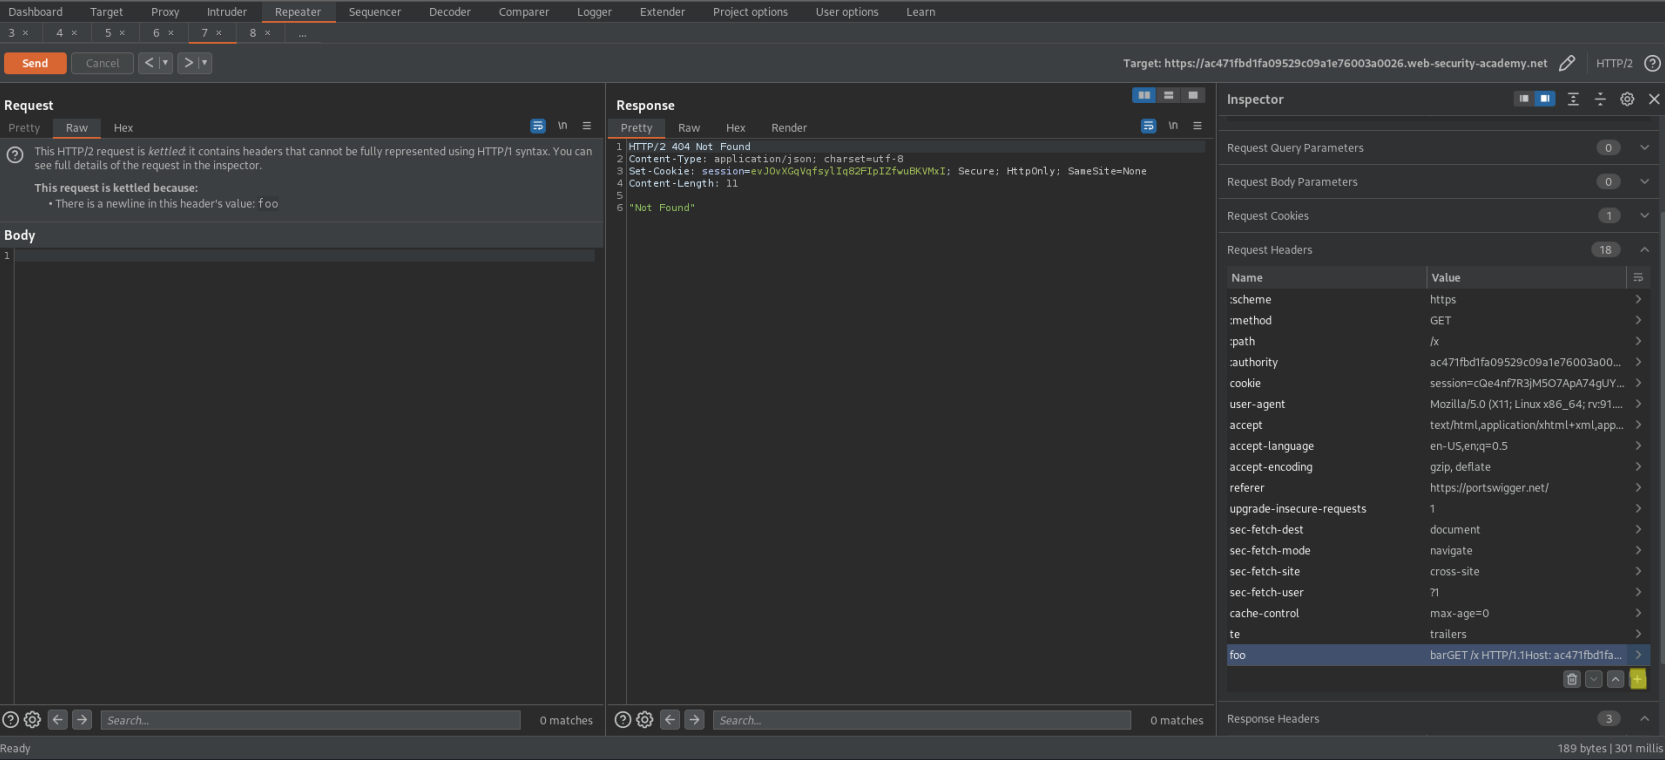 Dashboard Target Proxy Intruder Repeater Sequencer Decoder Comparer Logger Extender Project options User options Learn
3 × 4 × 5 × 6 × 7 × 8 × ...
Send Cancel < > Target: https://ac471fbd1fa09529c09a1e76003a0026.web-security-academy.net HTTP/2 ?
Request
Pretty Raw Hex \n
This HTTP/2 request is kettled: it contains headers that cannot be fully represented using HTTP/1 syntax. You can
see full details of the request in the inspector.
This request is kettled because:
• There is a newline in this header's value: foo
Body
1
Response
Pretty Raw Hex Render \n
1 HTTP/2 404 Not Found
2 Content-Type: application/json; charset=utf-8
3 Set-Cookie: session=evJOvXGqVqfsylIq82FIpIZfwuBKVMxI; Secure; HttpOnly; SameSite=None
4 Content-Length: 11
5
6 "Not Found"
Inspector
Request Query Parameters 0
Request Body Parameters 0
Request Cookies 1
Request Headers 18
Name Value
:scheme https
:method GET
:path /x
:authority ac471fbd1fa09529c09a1e76003a00...
cookie session=cQe4nf7R3jM5O7ApA74gUY...
user-agent Mozilla/5.0 (X11; Linux x86_64; rv:91....
accept text/html,application/xhtml+xml,app...
accept-language en-US,en;q=0.5
accept-encoding gzip, deflate
referer https://portswigger.net/
upgrade-insecure-requests 1
sec-fetch-dest document
sec-fetch-mode navigate
sec-fetch-site cross-site
sec-fetch-user ?1
cache-control max-age=0
te trailers
foo barGET /x HTTP/1.1Host: ac471fbd1fa...
Response Headers 3
Search... 0 matches
Search... 0 matches
Ready 189 bytes | 301 millis